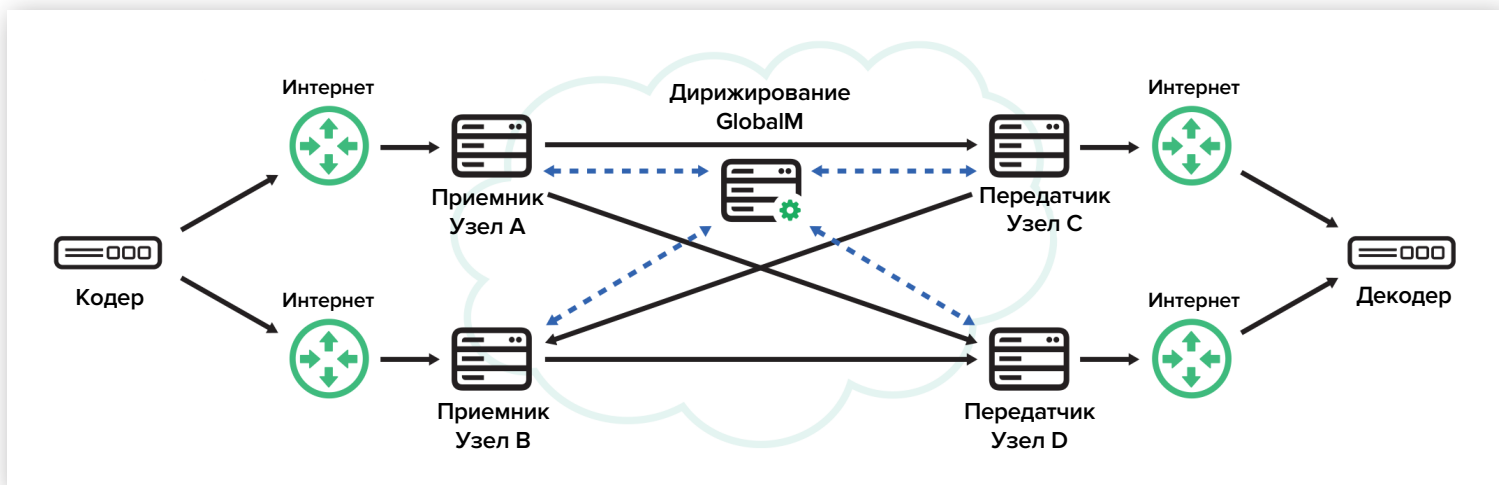 Интернет
Дирижирование
GlobalM
Интернет
Приемник
Узел A
Передатчик
Узел C
Кодер
Интернет
Интернет
Декодер
Приемник
Узел B
Передатчик
Узел D